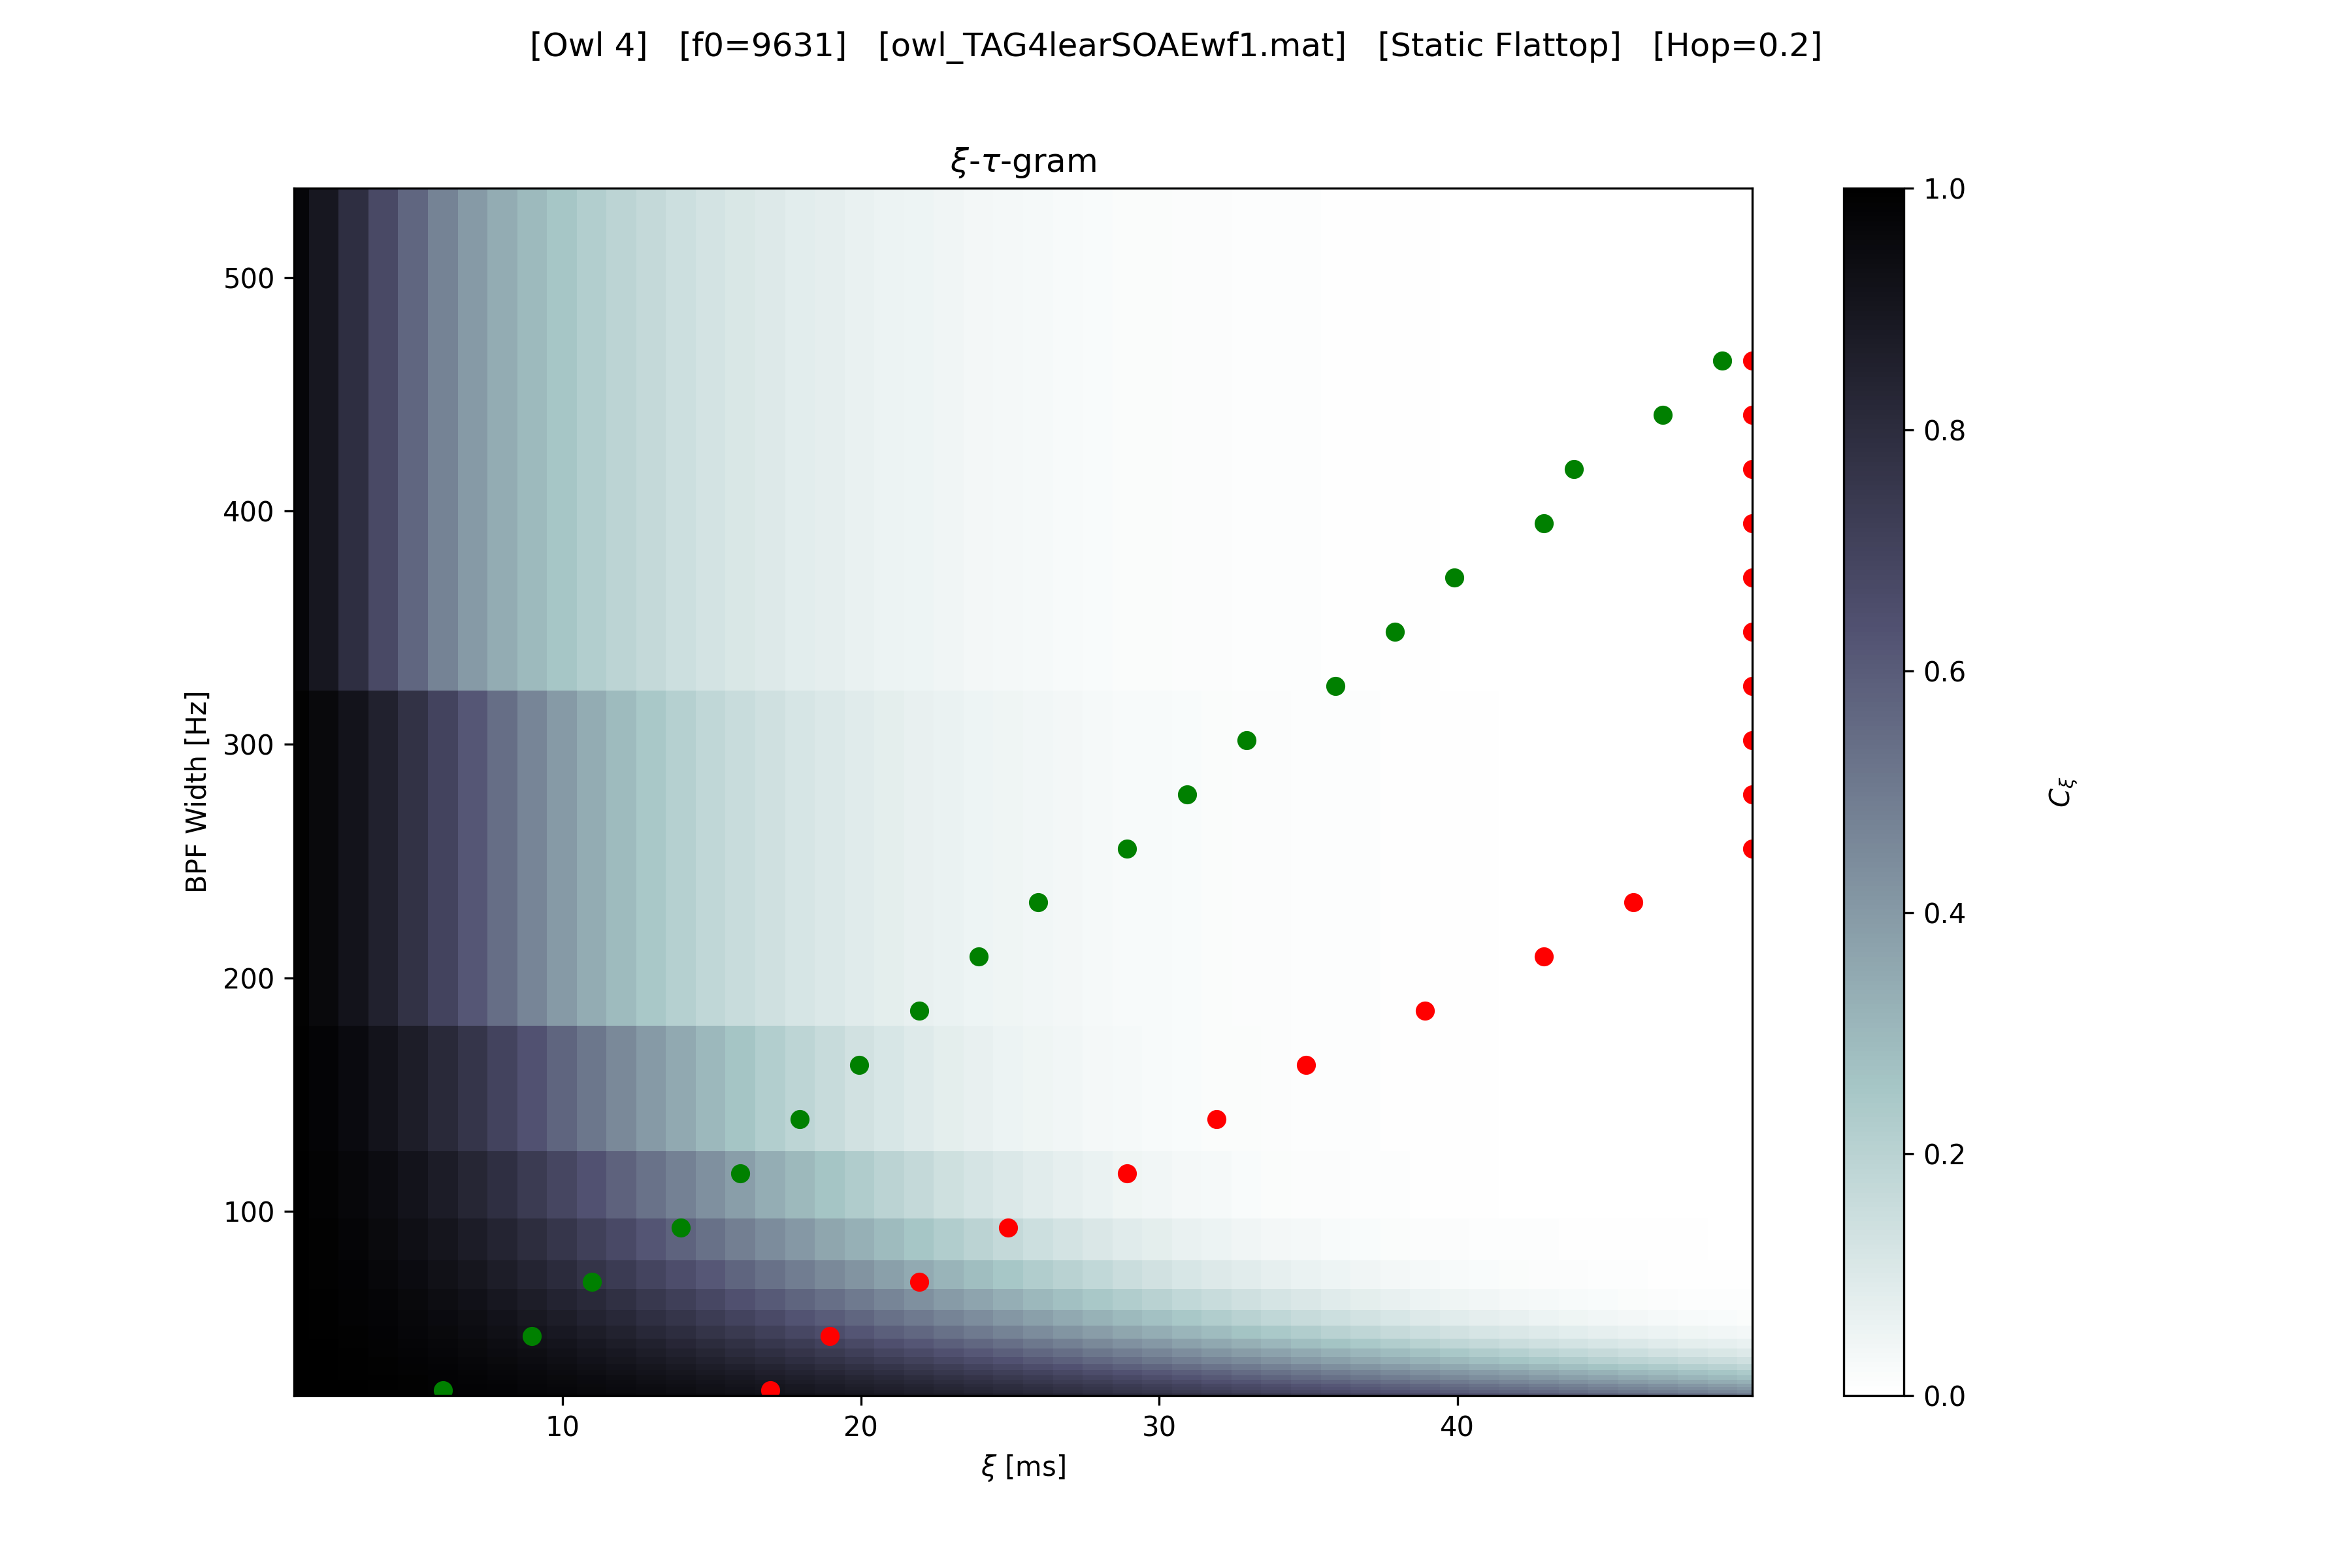 [Owl 4] [f0=9631] [owl_TAG4learSOAEwf1.mat] [Static Flattop] [Hop=0.2]
ξ-τ-gram
BPF Width [Hz]
500
400
300
200
100
10 20 30 40
ξ [ms]
1.0
0.8
0.6
0.4
0.2
0.0
Cξ